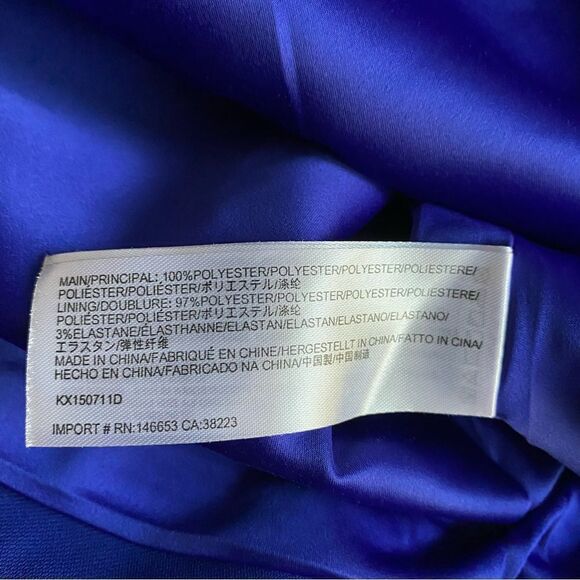 MAIN/PRINCIPAL: 100%POLYESTER/POLYESTER/POLYESTER/POLIESTERE/
POLIÉSTER/POLIÉSTER/ポリエステル/涤纶
LINING/DOUBLURE: 97%POLYESTER/POLYESTER/POLYESTER/POLIESTERE/
POLIÉSTER/POLIÉSTER/ポリエステル/涤纶
3%ELASTANE/ÉLASTHANNE/ELASTAN/ELASTAN/ELASTANO/ELASTANO/
エラスタン/弹性纤维
MADE IN CHINA/FABRIQUÉ EN CHINE/HERGESTELLT IN CHINA/FATTO IN CINA/
HECHO EN CHINA/FABRICADO NA CHINA/中国製/中国制造
KX150711D
IMPORT # RN:146653 CA:38223